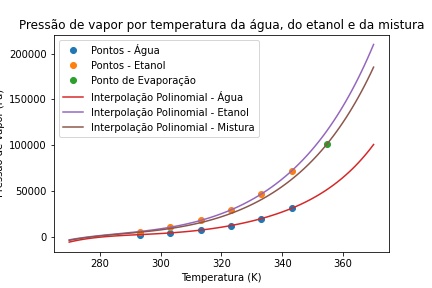 Pressão de vapor por temperatura da água, do etanol e da mistura
Pontos - Água
Pontos - Etanol
Ponto de Evaporação
Interpolação Polinomial - Água
Interpolação Polinomial - Etanol
Interpolação Polinomial - Mistura
200000
150000
100000
50000
0
280
300
320
340
360
Temperatura (K)